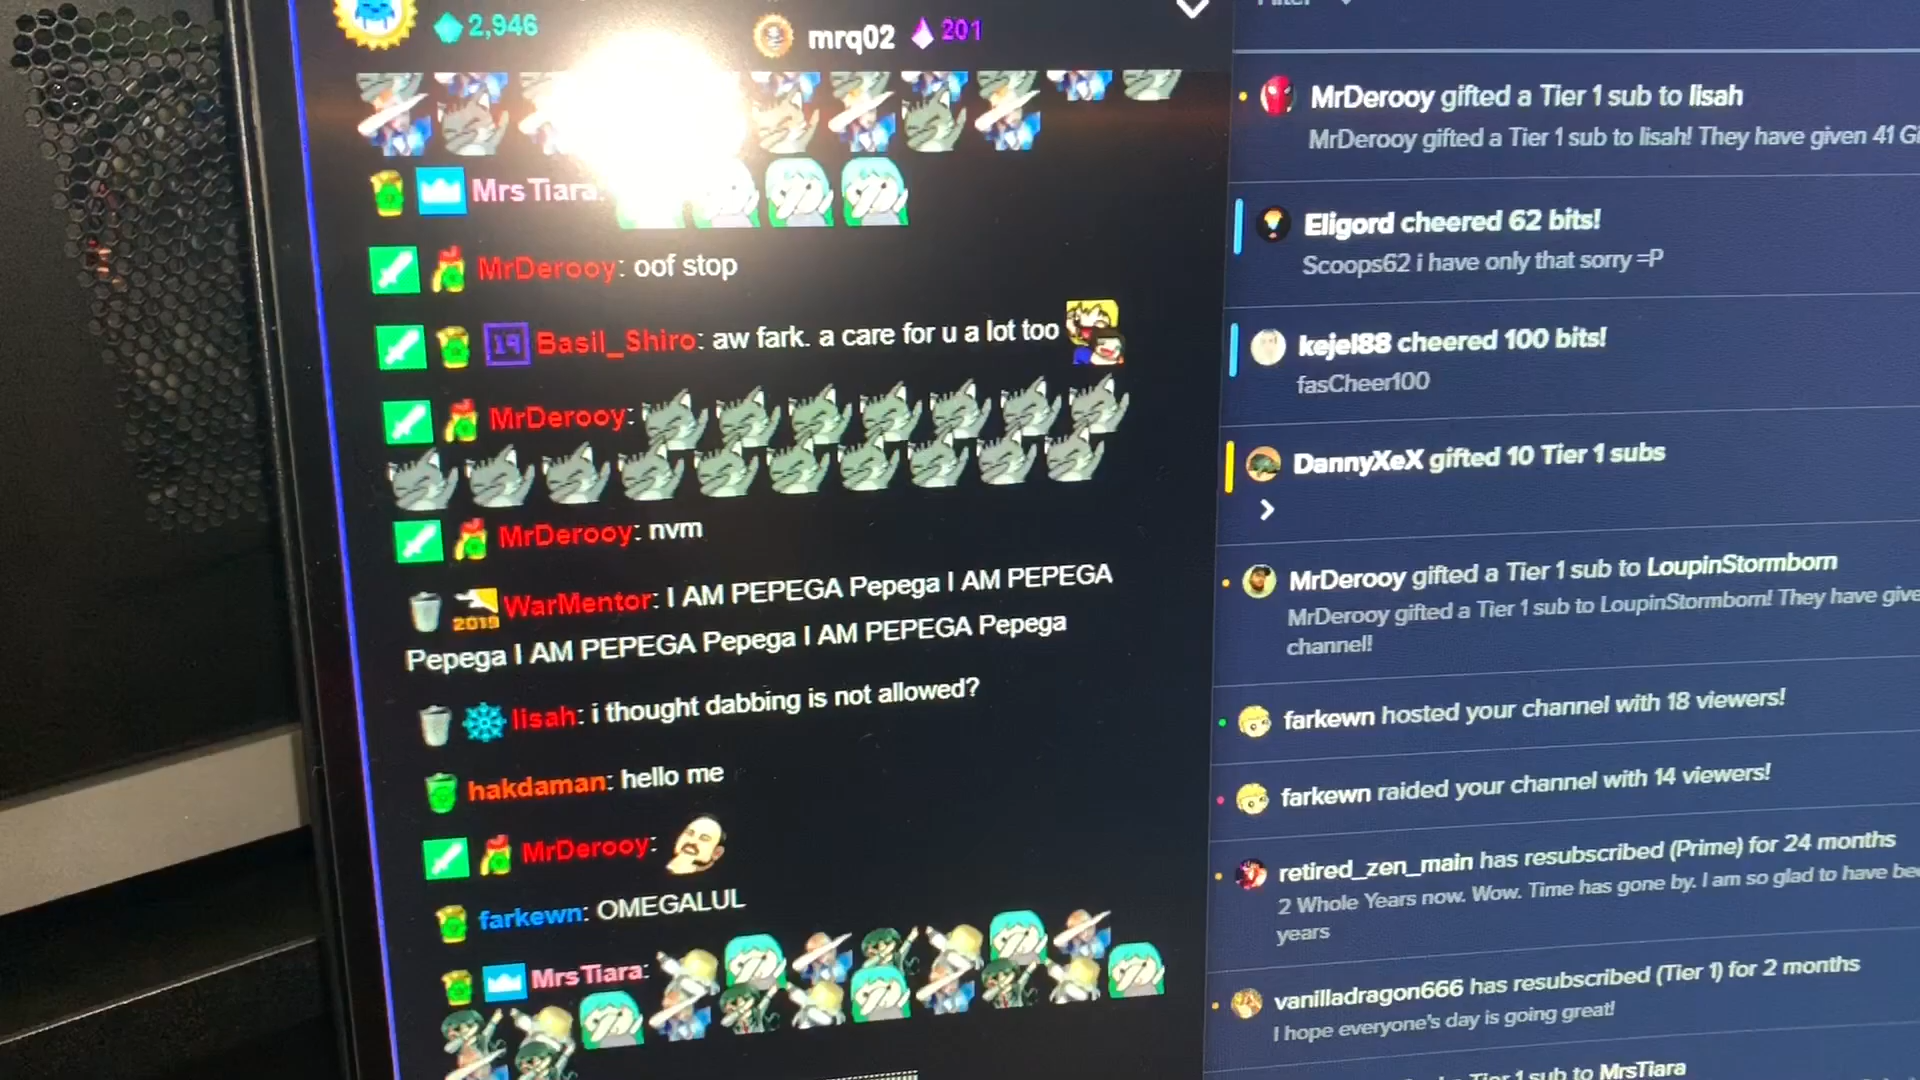 2,946
mrq02 201
MrsTiara:
MrDerooy: oof stop
19 Basil_Shiro: aw fark. a care for u a lot too
MrDerooy:
MrDerooy: nvm
2019 WarMentor: I AM PEPEGA Pepega I AM PEPEGA
Pepega I AM PEPEGA Pepega I AM PEPEGA Pepega
lisah: i thought dabbing is not allowed?
hakdaman: hello me
MrDerooy:
farkewn: OMEGALUL
MrsTiara:
Filter
MrDerooy gifted a Tier 1 sub to lisah
MrDerooy gifted a Tier 1 sub to lisah! They have given 41
Eligord cheered 62 bits!
Scoops62 i have only that sorry =P
kejel88 cheered 100 bits!
fasCheer100
DannyXeX gifted 10 Tier 1 subs
MrDerooy gifted a Tier 1 sub to LoupinStormborn
MrDerooy gifted a Tier 1 sub to LoupinStormborn! They have give
channel!
farkewn hosted your channel with 18 viewers!
farkewn raided your channel with 14 viewers!
retired_zen_main has resubscribed (Prime) for 24 months
2 Whole Years now. Wow. Time has gone by. I am so glad to have bee
years
vanilladragon666 has resubscribed (Tier 1) for 2 months
I hope everyone's day is going great!
Tier 1 sub to MrsTiara